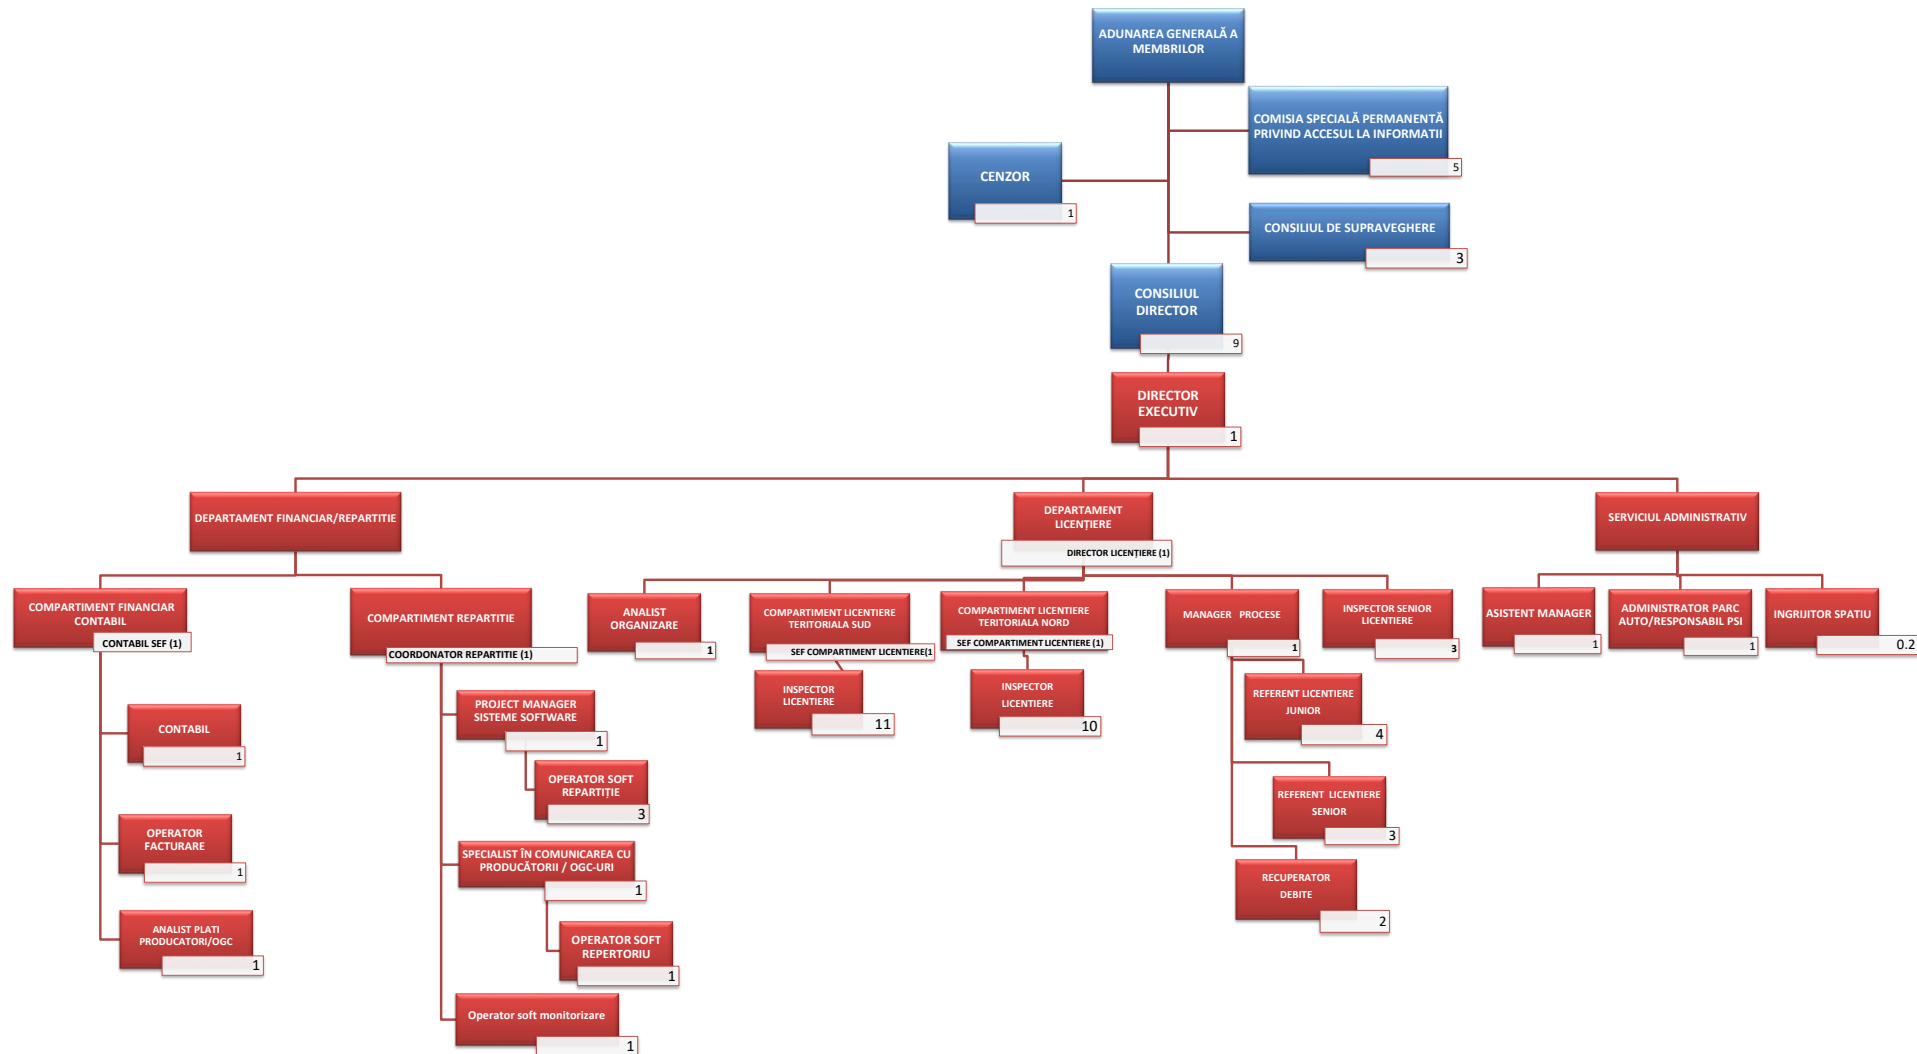 ADUNAREA GENERALĂ A
MEMBRILOR
COMISIA SPECIALĂ PERMANENTĂ
PRIVIND ACCESUL LA INFORMATII
5
CENZOR
1
CONSILIUL DE SUPRAVEGHERE
3
CONSILIUL
DIRECTOR
9
DIRECTOR
EXECUTIV
1
DEPARTAMENT FINANCIAR/REPARTITIE
DEPARTAMENT
LICENȚIERE
DIRECTOR LICENȚIERE (1)
SERVICIUL ADMINISTRATIV
COMPARTIMENT FINANCIAR
CONTABIL
CONTABIL SEF (1)
COMPARTIMENT REPARTITIE
COORDONATOR REPARTITIE (1)
ANALIST
ORGANIZARE
1
COMPARTIMENT LICENTIERE
TERITORIALA SUD
SEF COMPARTIMENT LICENTIERE(1
COMPARTIMENT LICENTIERE
TERITORIALA NORD
SEF COMPARTIMENT LICENTIERE (1)
MANAGER PROCESE
1
INSPECTOR SENIOR
LICENTIERE
3
ASISTENT MANAGER
1
ADMINISTRATOR PARC
AUTO/RESPONSABIL PSI
1
INGRIJITOR SPATIU
0.2
CONTABIL
1
OPERATOR
FACTURARE
1
ANALIST PLATI
PRODUCATORI/OGC
1
PROJECT MANAGER
SISTEME SOFTWARE
1
OPERATOR SOFT
REPARTIȚIE
3
SPECIALIST ÎN COMUNICAREA CU
PRODUCĂTORII / OGC-URI
1
OPERATOR SOFT
REPERTORIU
1
Operator soft monitorizare
1
INSPECTOR
LICENTIERE
11
INSPECTOR
LICENTIERE
10
REFERENT LICENTIERE
JUNIOR
4
REFERENT LICENTIERE
SENIOR
3
RECUPERATOR
DEBITE
2